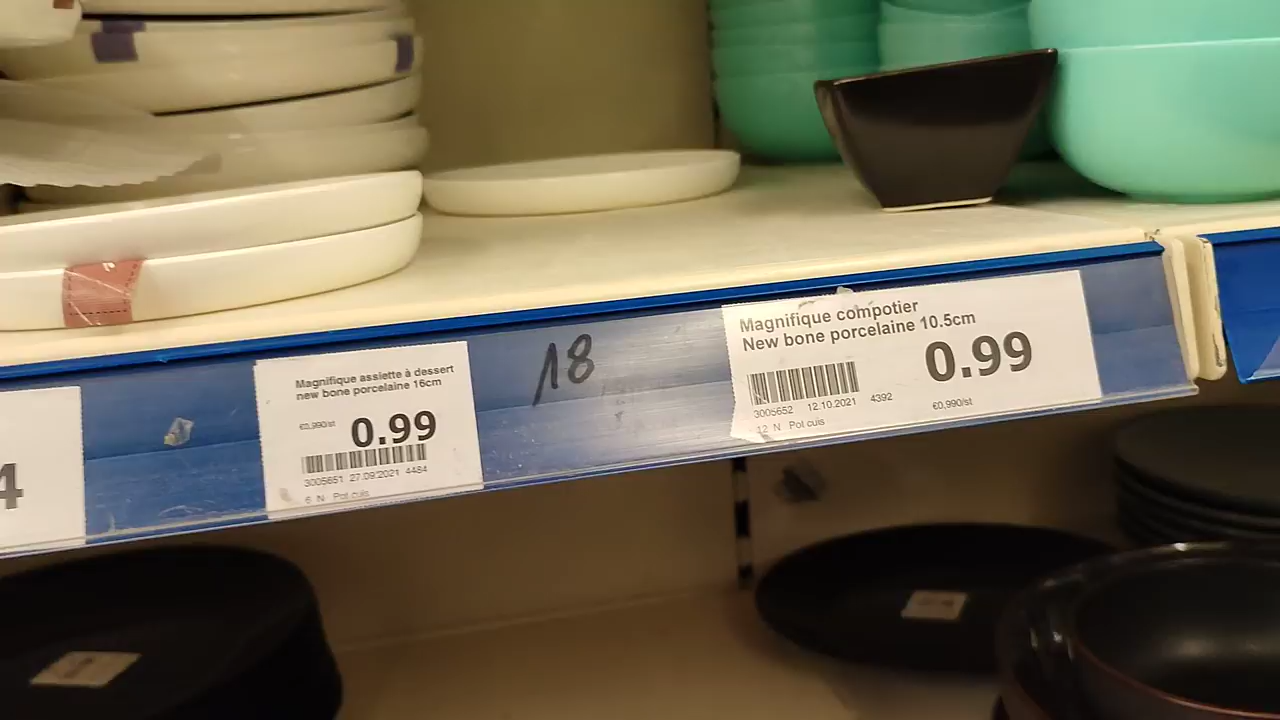 4
Magnifique assiette à dessert
new bone porcelaine 16cm
€0,990/st
0.99
3005651 27.09.2021 4484
6 N Pot cuis
18
Magnifique compotier
New bone porcelaine 10.5cm
0.99
3005652 12.10.2021 4392
€0,990/st
12 N Pol cuis